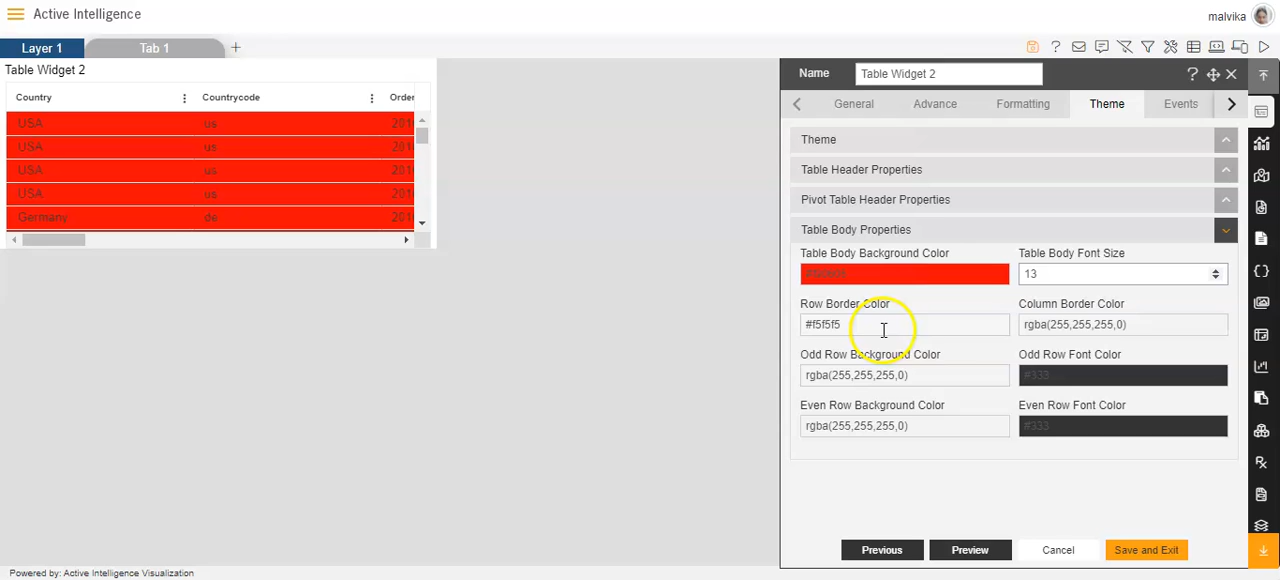 Active Intelligence
malvika
Layer 1
Tab 1
+
Table Widget 2
Country
Countrycode
Order
USA
us
201
USA
us
201
USA
us
201
USA
us
201
Germany
de
201
Name
Table Widget 2
General
Advance
Formatting
Theme
Events
Theme
Table Header Properties
Pivot Table Header Properties
Table Body Properties
Table Body Background Color
Table Body Font Size
13
Row Border Color
Column Border Color
#f5f5f5
rgba(255,255,255,0)
Odd Row Background Color
Odd Row Font Color
rgba(255,255,255,0)
#333
Even Row Background Color
Even Row Font Color
rgba(255,255,255,0)
#333
Previous
Preview
Cancel
Save and Exit
Powered by: Active Intelligence Visualization